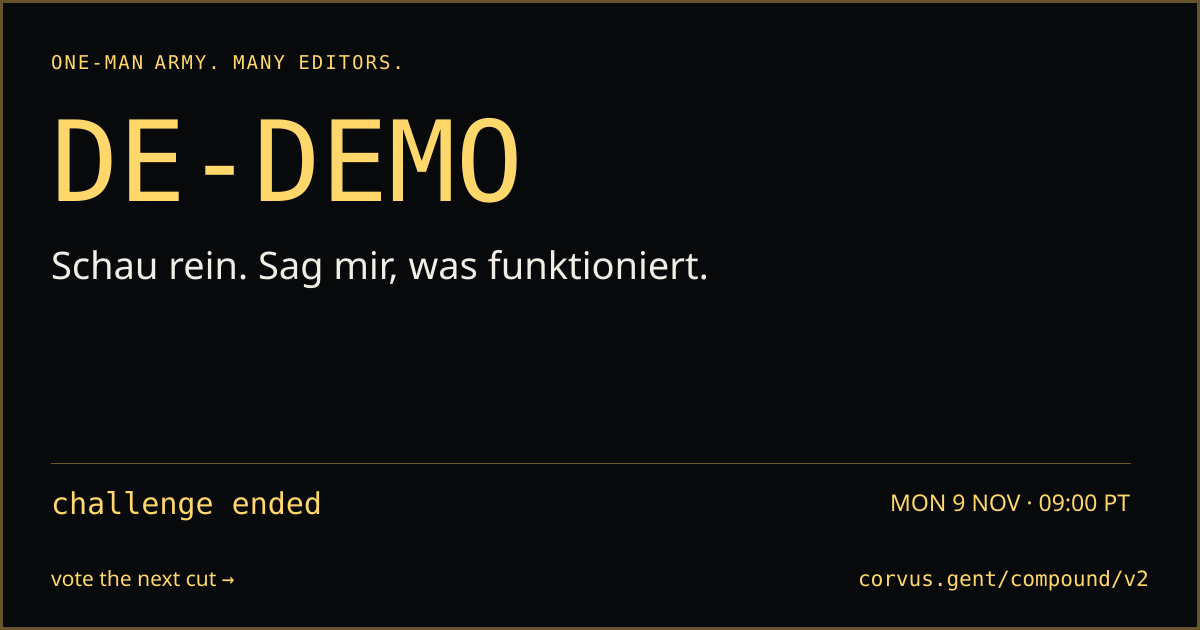 ONE-MAN ARMY. MANY EDITORS.
DE-DEMO
Schau rein. Sag mir, was funktioniert.
challenge ended
MON 9 NOV · 09:00 PT
vote the next cut →
corvus.gent/compound/v2